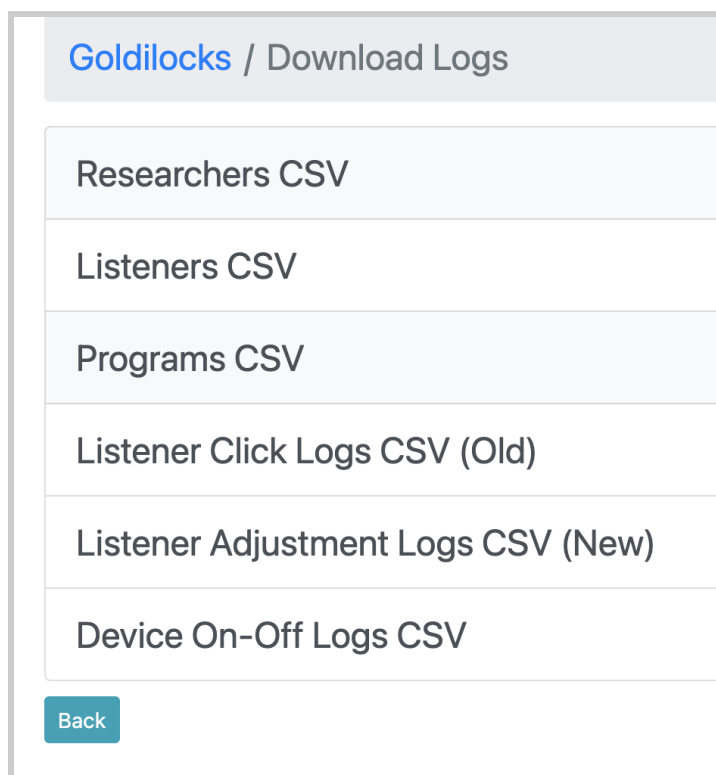 Goldilocks / Download Logs
Researchers CSV
Listeners CSV
Programs CSV
Listener Click Logs CSV (Old)
Listener Adjustment Logs CSV (New)
Device On-Off Logs CSV
Back